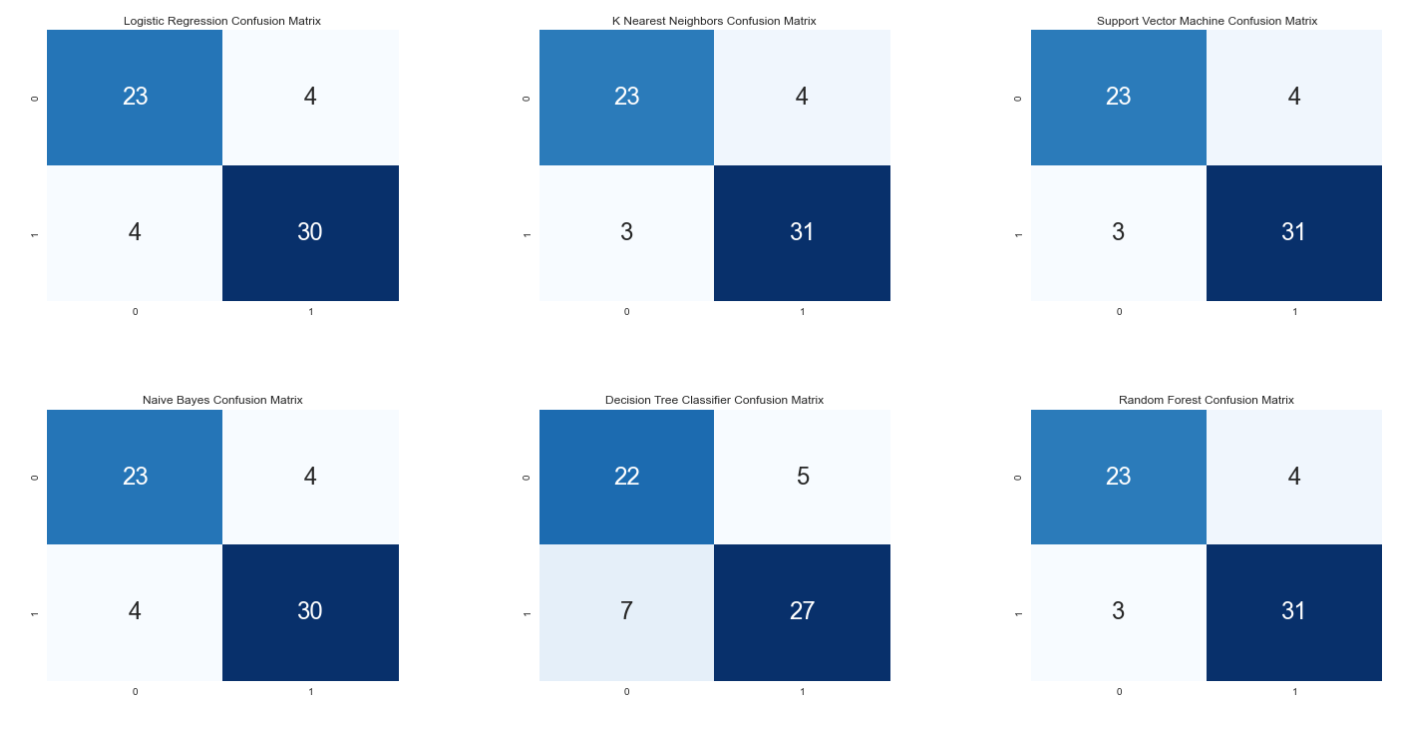 Logistic Regression Confusion Matrix
K Nearest Neighbors Confusion Matrix
Support Vector Machine Confusion Matrix
0 23 4
0 23 4
0 23 4
1 4 30
1 3 31
1 3 31
0 1
0 1
0 1
Naive Bayes Confusion Matrix
Decision Tree Classifier Confusion Matrix
Random Forest Confusion Matrix
0 23 4
0 22 5
0 23 4
1 4 30
1 7 27
1 3 31
0 1
0 1
0 1